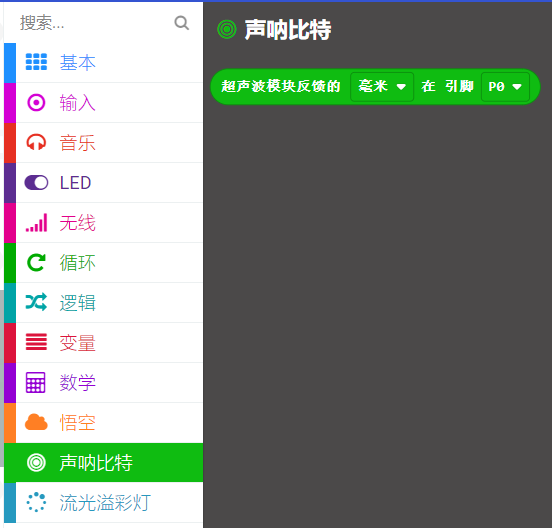 搜索...
基本
输入
音乐
LED
无线
循环
逻辑
变量
数学
悟空
声呐比特
流光溢彩灯
声呐比特
超声波模块反馈的 毫米 在 引脚 P0